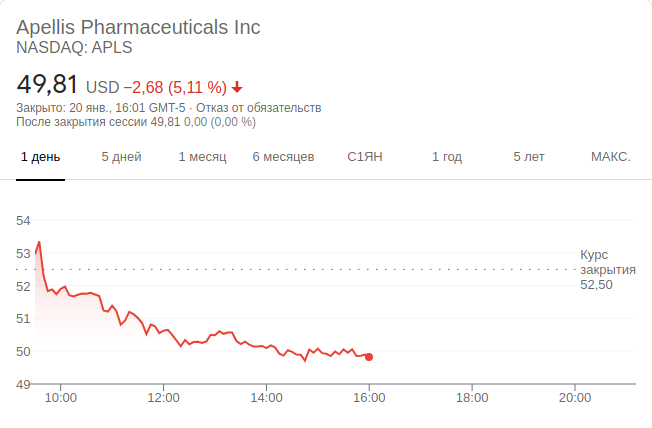 Apellis Pharmaceuticals Inc
NASDAQ: APLS
49,81 USD −2,68 (5,11 %)
Закрыто: 20 янв., 16:01 GMT-5 · Отказ от обязательств
После закрытия сессии 49,81 0,00 (0,00 %)
1 день 5 дней 1 месяц 6 месяцев С1ЯН 1 год 5 лет МАКС.
54
53
52
51
50
49
Курс
закрытия
52,50
10:00 12:00 14:00 16:00 18:00 20:00